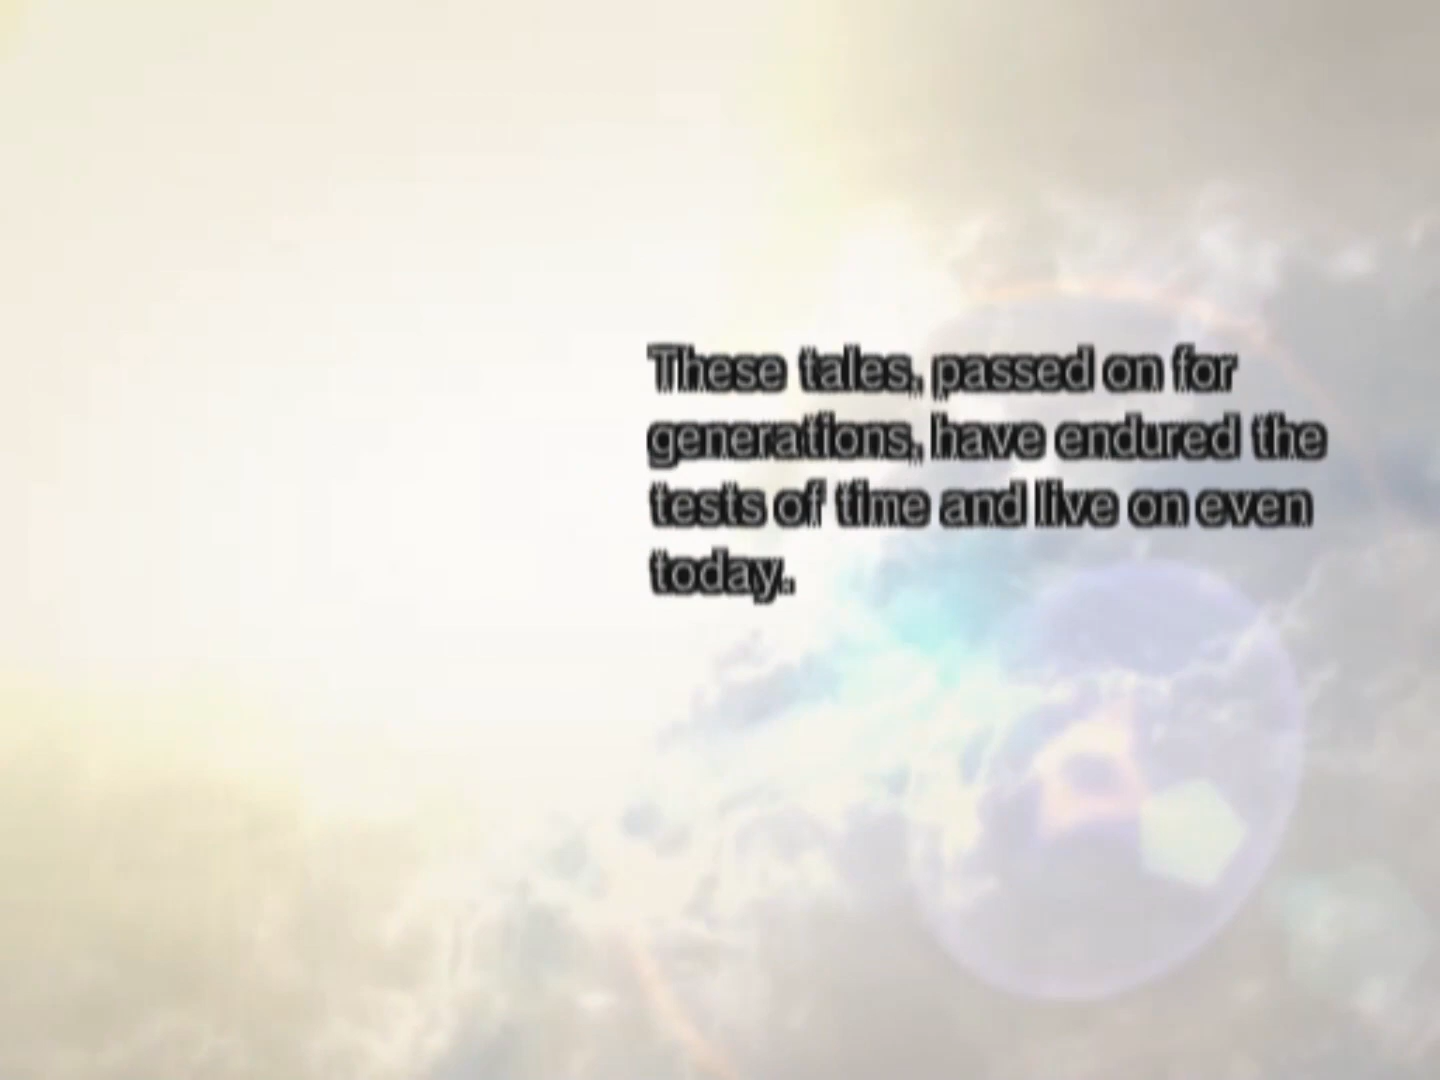 These tales, passed on for
generations, have endured the
tests of time and live on even
today.